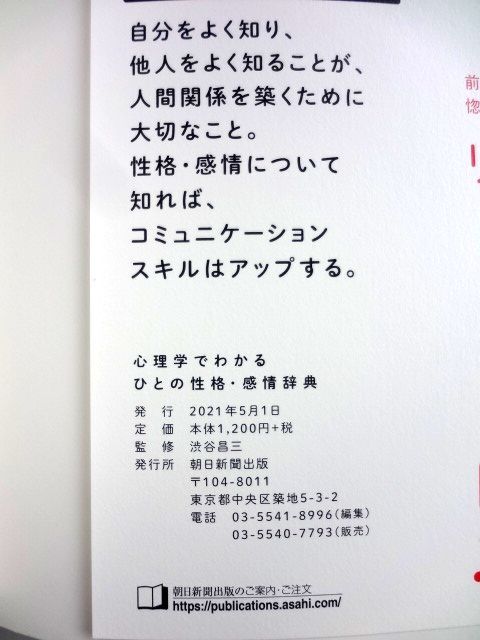 自分をよく知り、
他人をよく知ることが、
人間関係を築くために
大切なこと。
性格・感情について
知れば、
コミュニケーション
スキルはアップする。
心理学でわかる
ひとの性格・感情辞典
発　行　2021年5月1日
定　価　本体1,200円+税
監　修　渋谷昌三
発行所　朝日新聞出版
〒104-8011
東京都中央区築地5-3-2
電話　03-5541-8996（編集）
03-5540-7793（販売）
朝日新聞出版のご案内・ご注文
https://publications.asahi.com/
前
惚